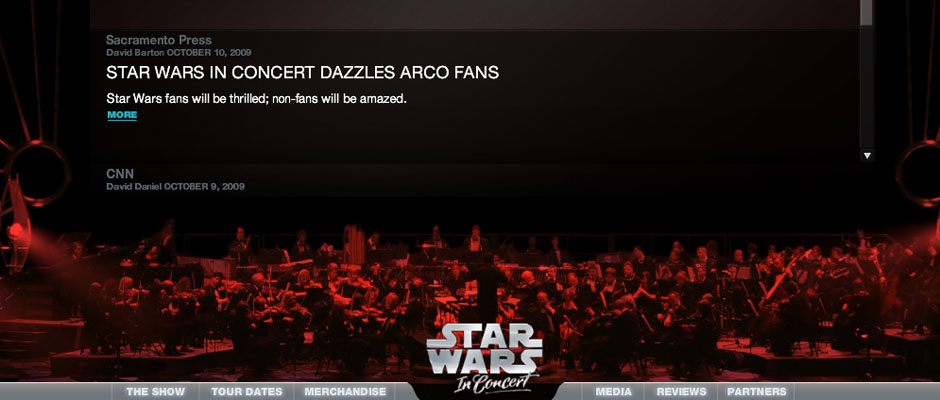 Sacramento Press
David Barton OCTOBER 10, 2009
STAR WARS IN CONCERT DAZZLES ARCO FANS
Star Wars fans will be thrilled; non-fans will be amazed.
MORE
CNN
David Daniel OCTOBER 9, 2009
STAR
WARS
In Concert
THE SHOW TOUR DATES MERCHANDISE MEDIA REVIEWS PARTNERS